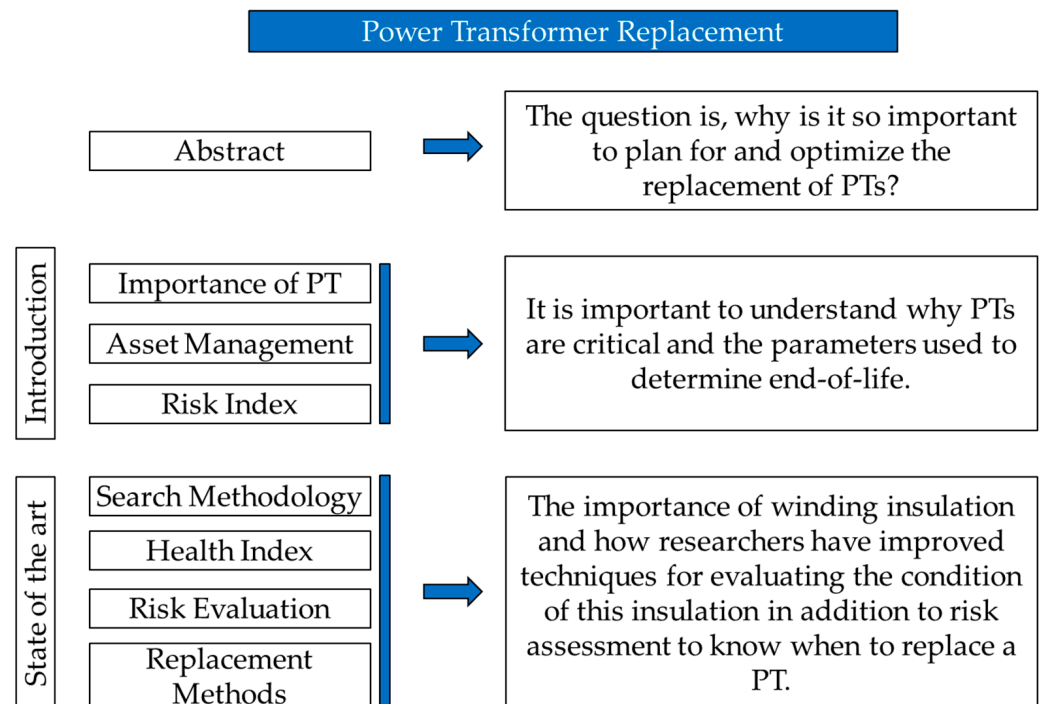 Power Transformer Replacement
Abstract
The question is, why is it so important
to plan for and optimize the
replacement of PTs?
Introduction
Importance of PT
Asset Management
Risk Index
It is important to understand why PTs
are critical and the parameters used to
determine end-of-life.
State of the art
Search Methodology
Health Index
Risk Evaluation
Replacement
Methods
The importance of winding insulation
and how researchers have improved
techniques for evaluating the condition
of this insulation in addition to risk
assessment to know when to replace a
PT.